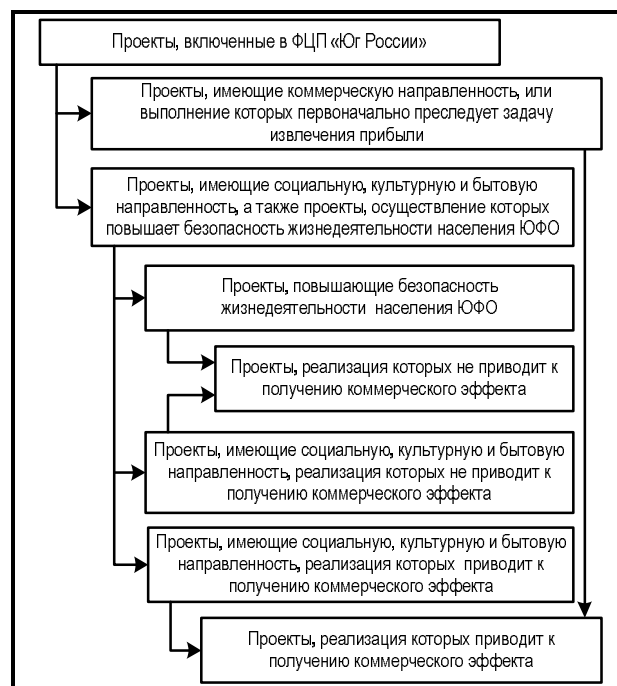 Проекты, включенные в ФЦП «Юг России»
Проекты, имеющие коммерческую направленность, или
выполнение которых первоначально преследует задачу
извлечения прибыли
Проекты, имеющие социальную, культурную и бытовую
направленность, а также проекты, осуществление которых
повышает безопасность жизнедеятельности населения ЮФО
Проекты, повышающие безопасность
жизнедеятельности населения ЮФО
Проекты, реализация которых не приводит к
получению коммерческого эффекта
Проекты, имеющие социальную, культурную и бытовую
направленность, реализация которых не приводит к
получению коммерческого эффекта
Проекты, имеющие социальную, культурную и бытовую
направленность, реализация которых приводит к
получению коммерческого эффекта
Проекты, реализация которых приводит к
получению коммерческого эффекта